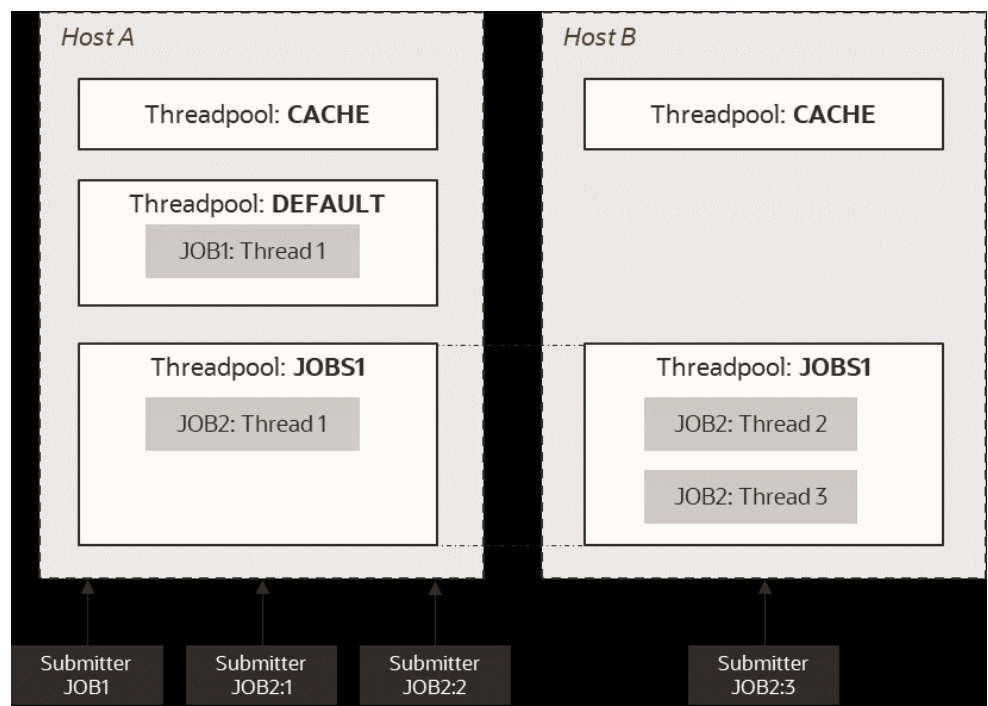 Host A
Threadpool: CACHE
Threadpool: DEFAULT
JOB1: Thread 1
Threadpool: JOBS1
JOB2: Thread 1
Host B
Threadpool: CACHE
Threadpool: JOBS1
JOB2: Thread 2
JOB2: Thread 3
Submitter
JOB1
Submitter
JOB2:1
Submitter
JOB2:2
Submitter
JOB2:3